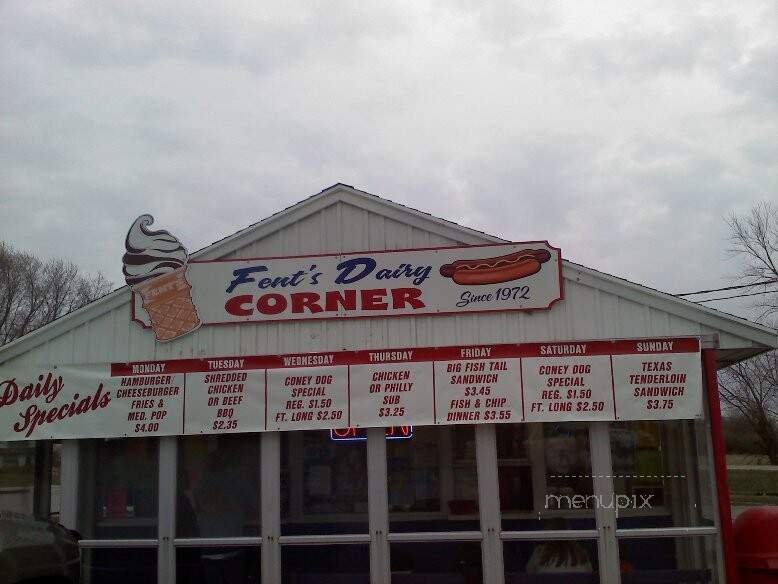 Fent's Dairy
CORNER
Since 1972
FENT'S
Daily
Specials
MONDAY
HAMBURGER/
CHEESEBURGER
FRIES &
MED. POP
$4.00
TUESDAY
SHREDDED
CHICKEN
OR BEEF
BBQ
$2.35
WEDNESDAY
CONEY DOG
SPECIAL
REG. $1.50
FT. LONG $2.50
THURSDAY
CHICKEN
OR PHILLY
SUB
$3.25
FRIDAY
BIG FISH TAIL
SANDWICH
$3.45
FISH & CHIP
DINNER $3.55
SATURDAY
CONEY DOG
SPECIAL
REG. $1.50
FT. LONG $2.50
SUNDAY
TEXAS
TENDERLOIN
SANDWICH
$3.75
OPEN
menupix